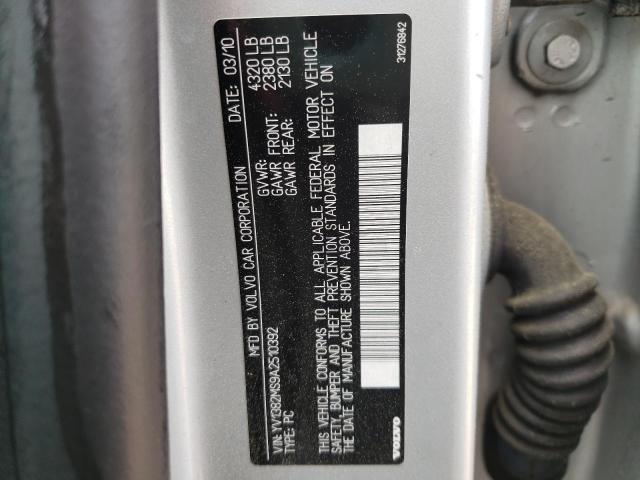 MFD BY VOLVO CAR CORPORATION DATE: 03/10
GVWR: 4320 LB
GAWR FRONT: 2380 LB
GAWR REAR: 2130 LB
VIN: YV1382MS9A2510392
TYPE: PC
THIS VEHICLE CONFORMS TO ALL APPLICABLE FEDERAL MOTOR VEHICLE
SAFETY, BUMPER AND THEFT PREVENTION STANDARDS IN EFFECT ON
DATE OF MANUFACTURE SHOWN ABOVE.
VOLVO
31276842